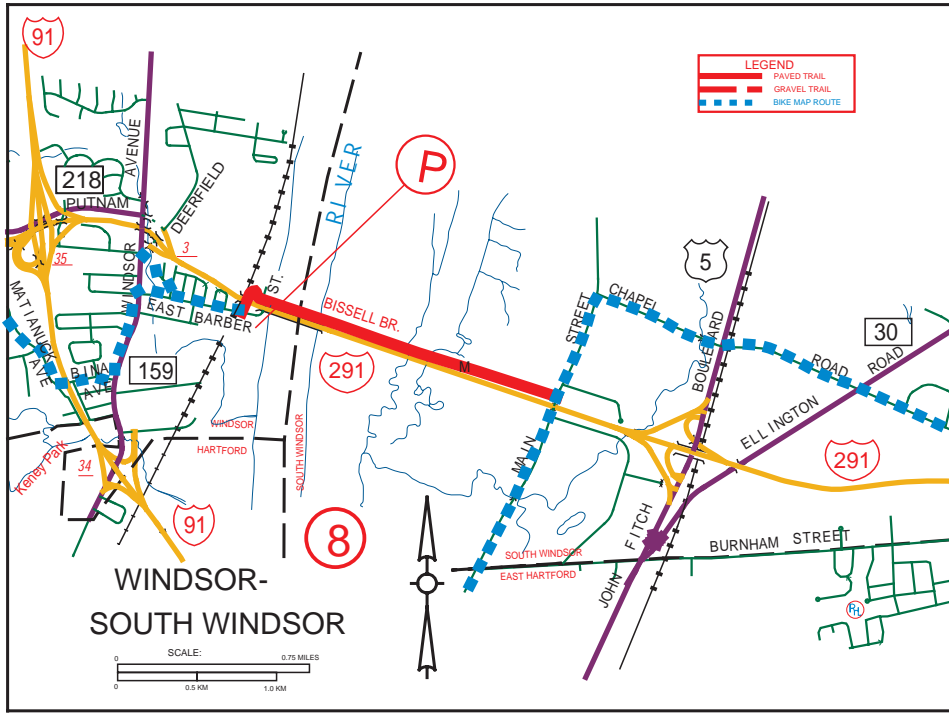 91
LEGEND
PAVED TRAIL
GRAVEL TRAIL
BIKE MAP ROUTE
AVENUE
218
PUTNAM
DEERFIELD
RIVER
P
3
35
WINDSOR
5
ST.
STREET
CHAPEL
MATIANUCK AVE
EAST BARBER
BISSELL BR.
BOULEVARD
30
ROAD
ROAD
159
BINA AVE
291
M
ELLINGTON
WINDSOR
HARTFORD
SOUTH WINDSOR
MAIN
291
Keney Park
34
91
8
JOHN FITCH
BURNHAM STREET
SOUTH WINDSOR
EAST HARTFORD
WINDSOR-
SOUTH WINDSOR
SCALE:
0
0.75 MILES
0
0.5 KM
1.0 KM